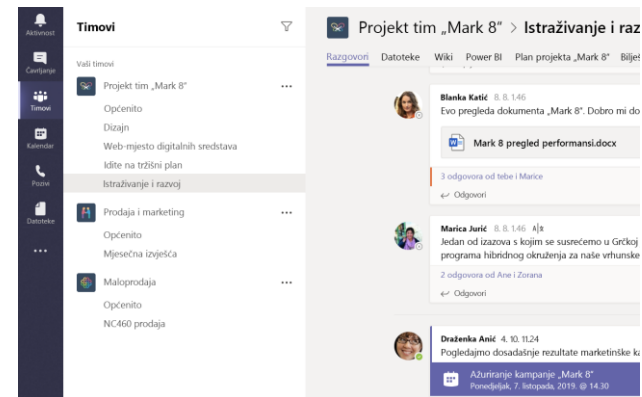 Aktivnost
Čavrljanje
Timovi
Kalendar
Pozivi
Datoteke
Timovi
Vaši timovi
Projekt tim „Mark 8”
Općenito
Dizajn
Web-mjesto digitalnih sredstava
Idite na tržišni plan
Istraživanje i razvoj
Prodaja i marketing
Općenito
Mjesečna izvješća
Maloprodaja
Općenito
NC460 prodaja
Projekt tim „Mark 8” > Istraživanje i raz
Razgovori Datoteke Wiki Power BI Plan projekta „Mark 8” Bilješ
Blanka Katić 8. 8. 1.46
Evo pregleda dokumenta „Mark 8”. Dobro mi do
Mark 8 pregled performansi.docx
3 odgovora od tebe i Marice
Odgovori
Marica Jurić 8. 8. 1.46
Jedan od izazova s kojim se susrećemo u Grčkoj
programa hibridnog okruženja za naše vrhunske
2 odgovora od Ane i Zorana
Odgovori
Draženka Anić 4. 10. 11.24
Pogledajmo dosadašnje rezultate marketinške ka
Ažuriranje kampanje „Mark 8”
Ponedjeljak, 7. listopada, 2019. @ 14.30